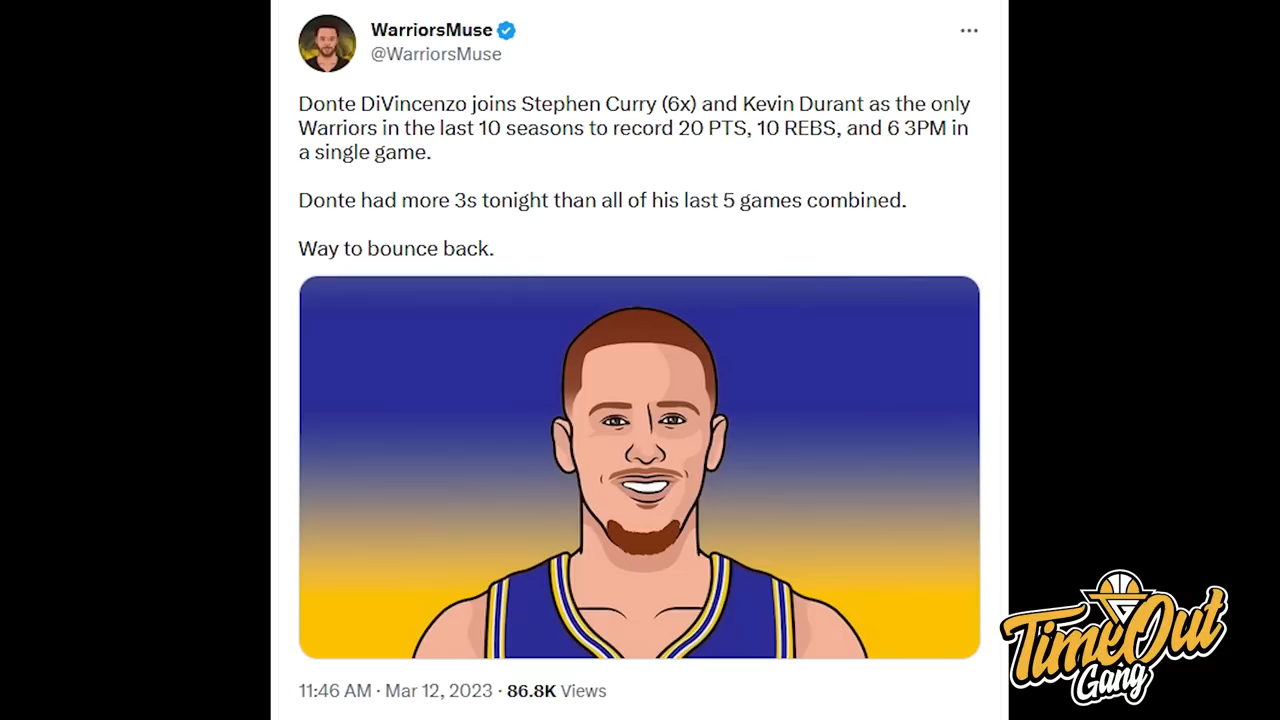 WarriorsMuse
@WarriorsMuse
Donte DiVincenzo joins Stephen Curry (6x) and Kevin Durant as the only
Warriors in the last 10 seasons to record 20 PTS, 10 REBS, and 6 3PM in
a single game.
Donte had more 3s tonight than all of his last 5 games combined.
Way to bounce back.
11:46 AM · Mar 12, 2023 · 86.8K Views
TimeOut
Gang